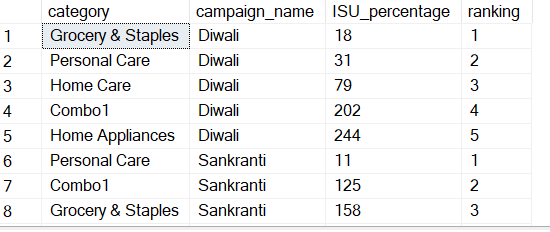 category campaign_name ISU_percentage ranking
1 Grocery & Staples Diwali 18 1
2 Personal Care Diwali 31 2
3 Home Care Diwali 79 3
4 Combo1 Diwali 202 4
5 Home Appliances Diwali 244 5
6 Personal Care Sankranti 11 1
7 Combo1 Sankranti 125 2
8 Grocery & Staples Sankranti 158 3